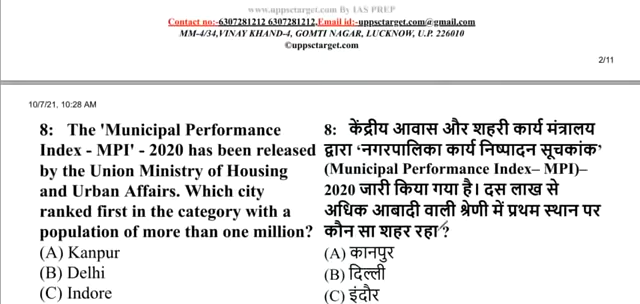 www.uppsctarget.com By IAS PREP
Contact no:-6307281212 6307281212,Email id:-uppsctarget.com@gmail.com
MM-4/34,VINAY KHAND-4, GOMTI NAGAR, LUCKNOW, U.P. 226010
©uppsctarget.com
2/11
10/7/21, 10:28 AM
8: The 'Municipal Performance
Index - MPI' - 2020 has been released
by the Union Ministry of Housing
and Urban Affairs. Which city
ranked first in the category with a
population of more than one million?
(A) Kanpur
(B) Delhi
(C) Indore
8: केंद्रीय आवास और शहरी कार्य मंत्रालय
द्वारा ‘नगरपालिका कार्य निष्पादन सूचकांक’
(Municipal Performance Index– MPI)–
2020 जारी किया गया है। दस लाख से
अधिक आबादी वाली श्रेणी में प्रथम स्थान पर
कौन सा शहर रहा ?
(A) कानपुर
(B) दिल्ली
(C) इंदौर